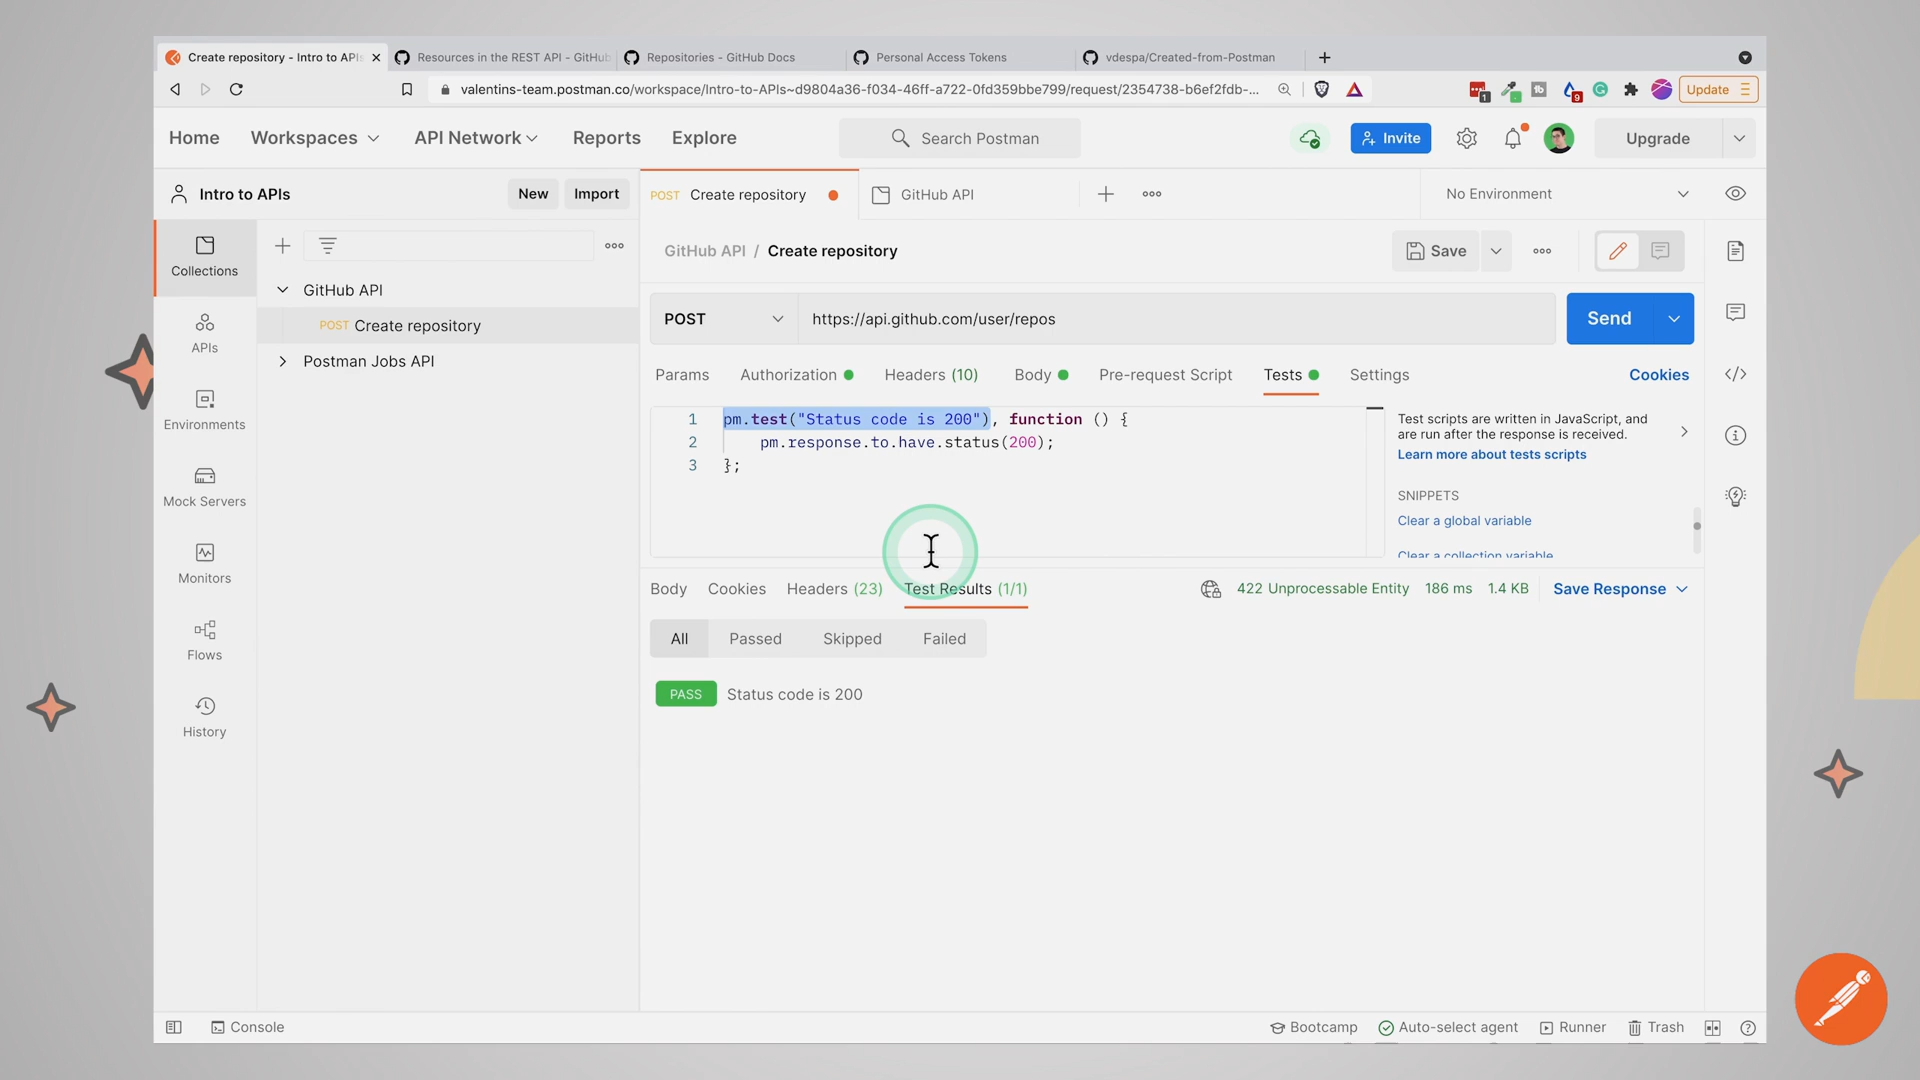 Create repository - Intro to APIs
Resources in the REST API - GitHub
Repositories - GitHub Docs
Personal Access Tokens
vdespa/Created-from-Postman
valentins-team.postman.co/workspace/Intro-to-APIs~d9804a36-f034-46ff-a722-0fd359bbe799/request/2354738-b6ef2fdb-...
1
9
Update
Home
Workspaces
API Network
Reports
Explore
Search Postman
Invite
Upgrade
Intro to APIs
New
Import
POST Create repository
GitHub API
No Environment
Collections
APIs
Environments
Mock Servers
Monitors
Flows
History
GitHub API
POST Create repository
Postman Jobs API
GitHub API / Create repository
Save
POST
https://api.github.com/user/repos
Send
Params
Authorization
Headers (10)
Body
Pre-request Script
Tests
Settings
Cookies
1 pm.test("Status code is 200"), function () {
2 pm.response.to.have.status(200);
3 };
Test scripts are written in JavaScript, and
are run after the response is received.
Learn more about tests scripts
SNIPPETS
Clear a global variable
Clear a collection variable
Body
Cookies
Headers (23)
Test Results (1/1)
422 Unprocessable Entity
186 ms
1.4 KB
Save Response
All
Passed
Skipped
Failed
PASS Status code is 200
Console
Bootcamp
Auto-select agent
Runner
Trash